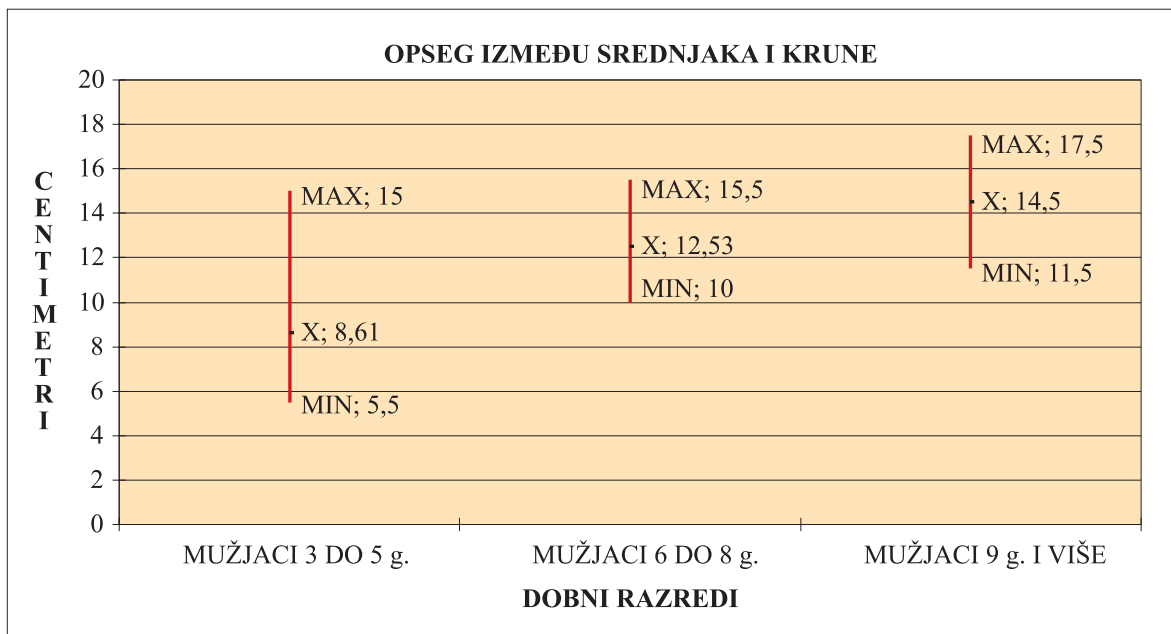 OPSEG IZMEĐU SREDNJAKA I KRUNE
CENTIMETRI
20
18
16
14
12
10
8
6
4
2
0
MAX; 15
X; 8,61
MIN; 5,5
MAX; 15,5
X; 12,53
MIN; 10
MAX; 17,5
X; 14,5
MIN; 11,5
MUŽJACI 3 DO 5 g.
MUŽJACI 6 DO 8 g.
MUŽJACI 9 g. I VIŠE
DOBNI RAZREDI